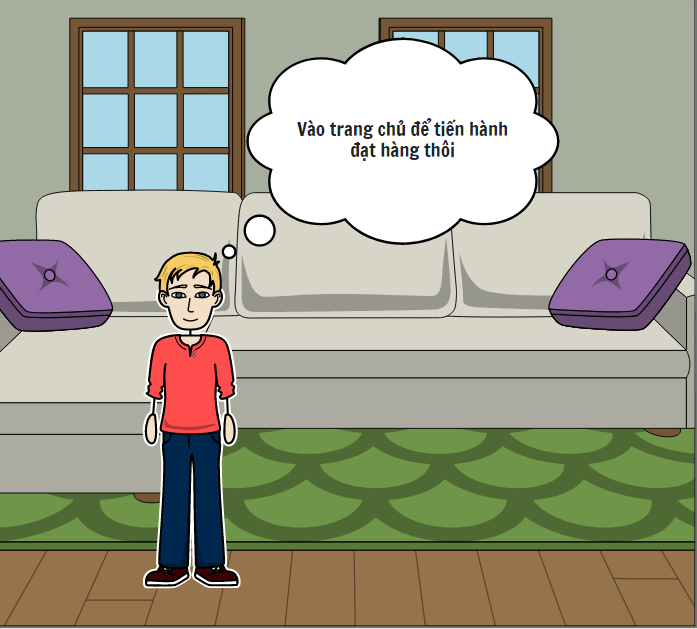 Vào trang chủ để tiến hành
đạt hàng thôi